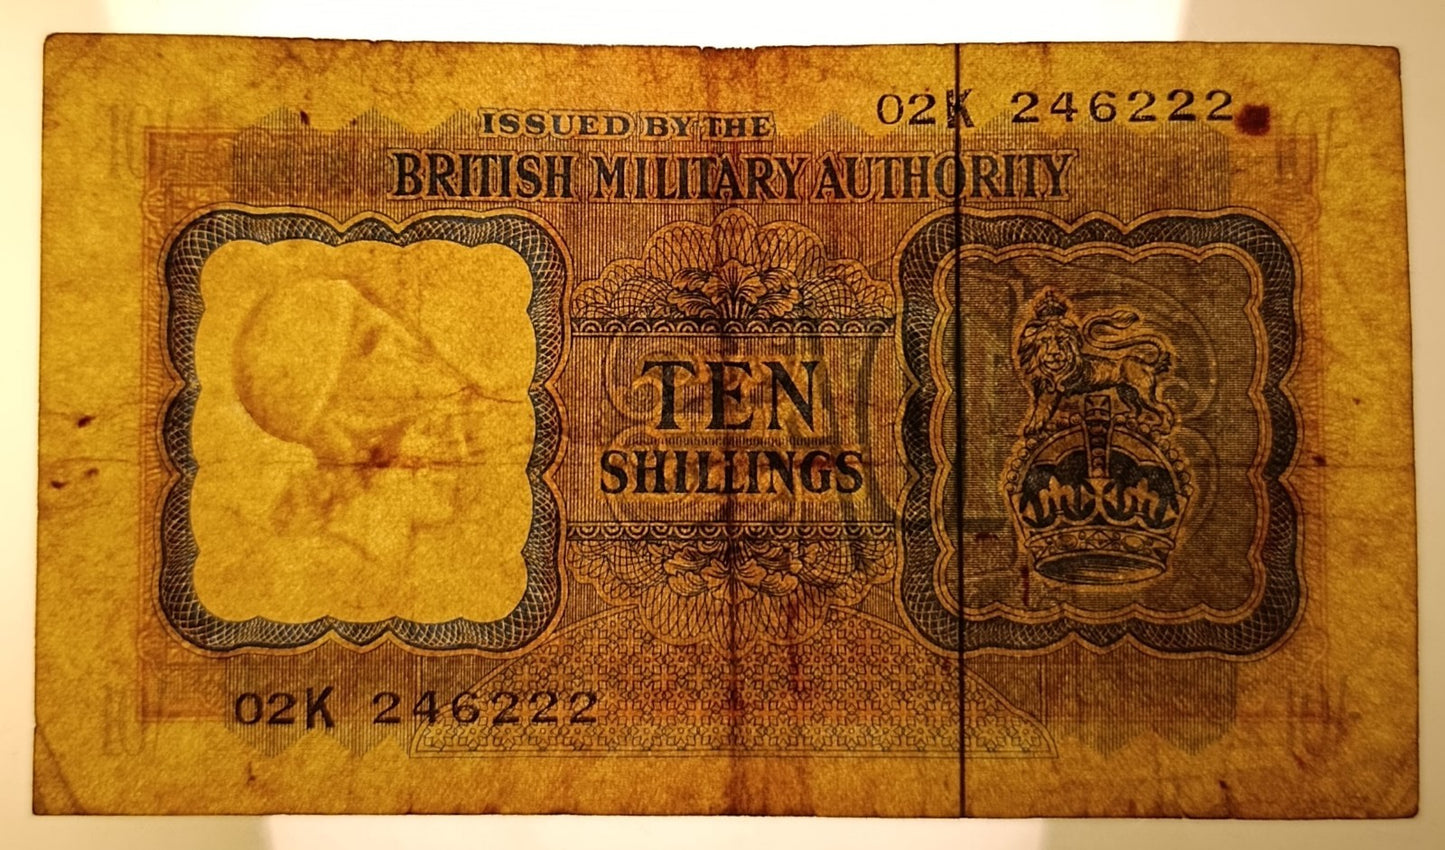 02K 246222
ISSUED BY THE
BRITISH MILITARY AUTHORITY
TEN
SHILLINGS
02K 246222